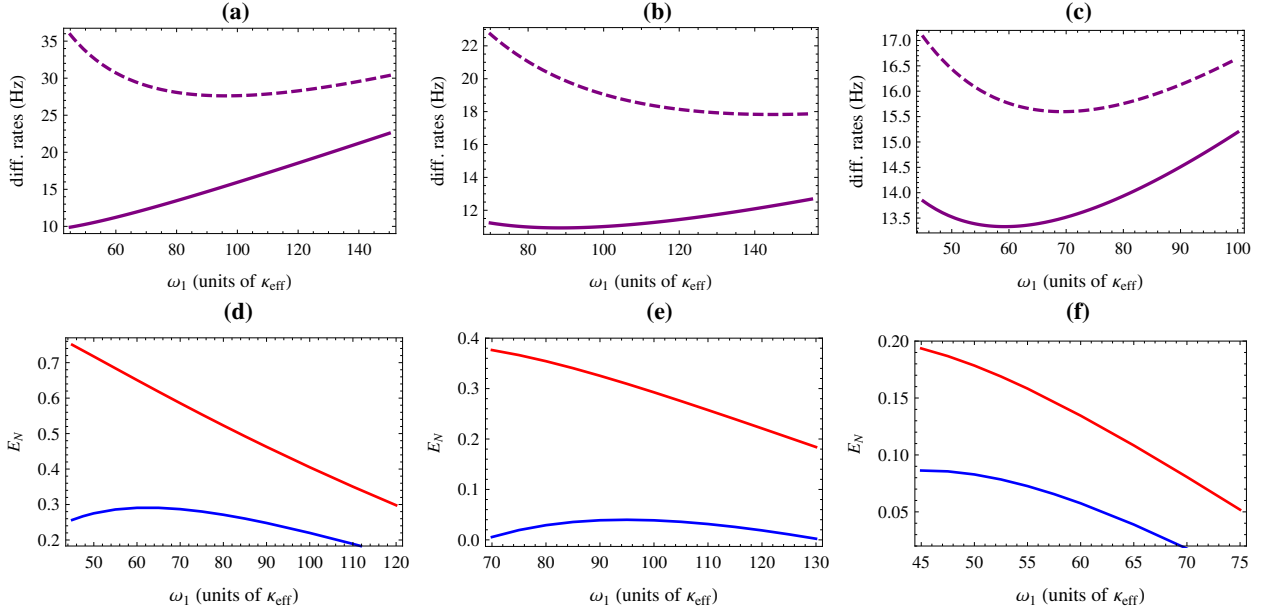 (a) (b) (c)
diff. rates (Hz)
35
30
25
20
15
10
60 80 100 120 140
ω1 (units of κeff)
diff. rates (Hz)
22
20
18
16
14
12
80 100 120 140
ω1 (units of κeff)
diff. rates (Hz)
17.0
16.5
16.0
15.5
15.0
14.5
14.0
13.5
50 60 70 80 90 100
ω1 (units of κeff)
(d) (e) (f)
EN
0.7
0.6
0.5
0.4
0.3
0.2
50 60 70 80 90 100 110 120
ω1 (units of κeff)
EN
0.4
0.3
0.2
0.1
0.0
70 80 90 100 110 120 130
ω1 (units of κeff)
EN
0.20
0.15
0.10
0.05
45 50 55 60 65 70 75
ω1 (units of κeff)